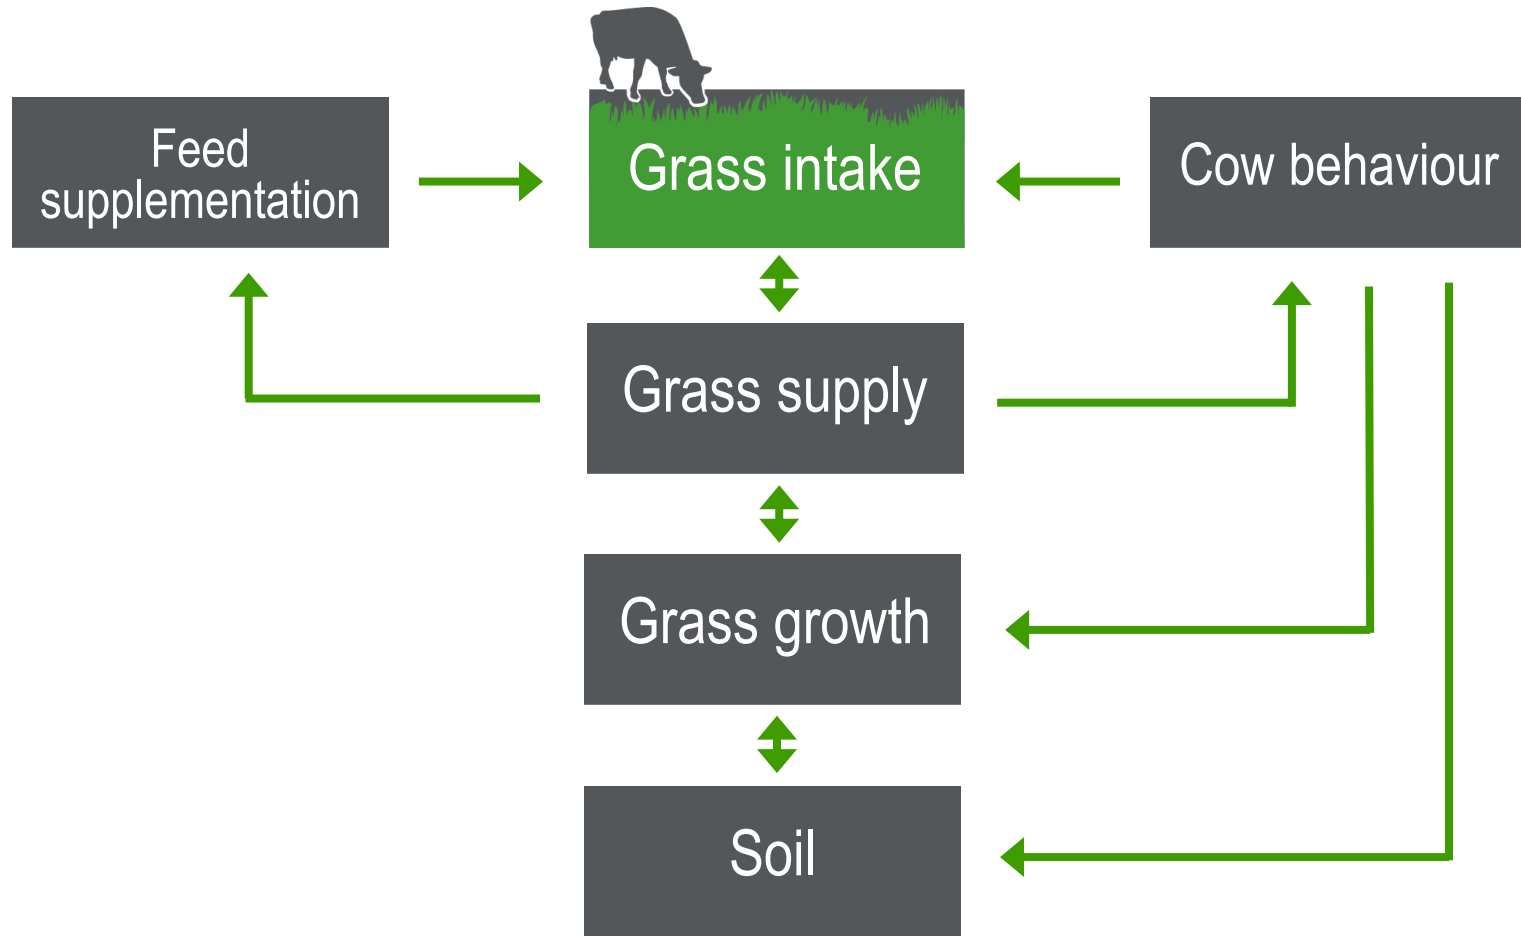 Feed
supplementation
Grass intake
Cow behaviour
Grass supply
Grass growth
Soil